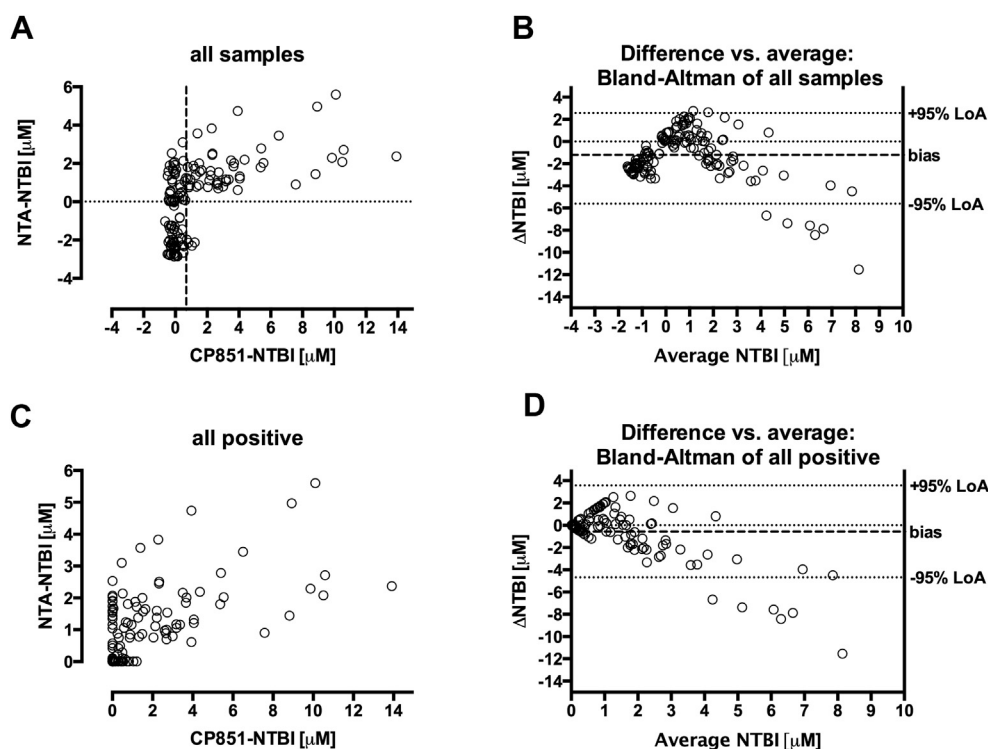 A
all samples
NTA-NTBI [µM]
6
4
2
0
-2
-4
-4 -2 0 2 4 6 8 10 12 14
CP851-NTBI [µM]
B
Difference vs. average:
Bland-Altman of all samples
ΔNTBI [µM]
4
2
0
-2
-4
-6
-8
-10
-12
-14
+95% LoA
bias
-95% LoA
-4 -3 -2 -1 0 1 2 3 4 5 6 7 8 9 10
Average NTBI [µM]
C
all positive
NTA-NTBI [µM]
6
5
4
3
2
1
0
0 2 4 6 8 10 12 14
CP851-NTBI [µM]
D
Difference vs. average:
Bland-Altman of all positive
ΔNTBI [µM]
4
2
0
-2
-4
-6
-8
-10
-12
-14
+95% LoA
bias
-95% LoA
0 1 2 3 4 5 6 7 8 9 10
Average NTBI [µM]